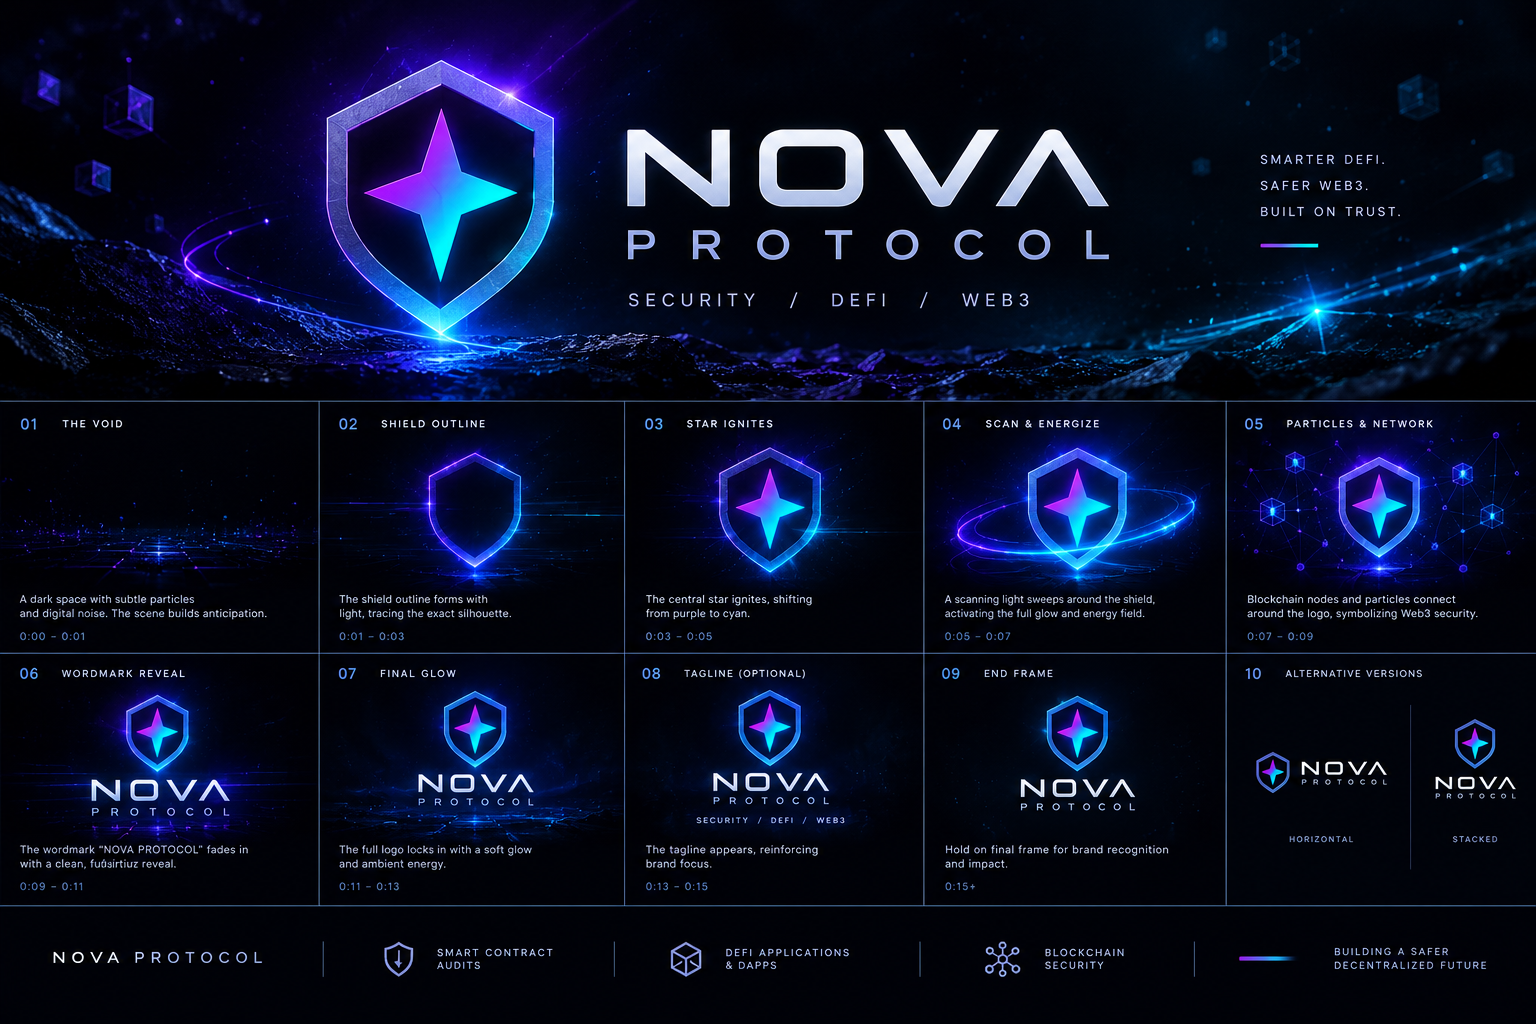 NOVA
PROTOCOL
SECURITY / DEFI / WEB3
SMARTER DEFI.
SAFER WEB3.
BUILT ON TRUST.
01 THE VOID
A dark space with subtle particles
and digital noise. The scene builds anticipation.
0:00 – 0:01
02 SHIELD OUTLINE
The shield outline forms with
light, tracing the exact silhouette.
0:01 – 0:03
03 STAR IGNITES
The central star ignites, shifting
from purple to cyan.
0:03 – 0:05
04 SCAN & ENERGIZE
A scanning light sweeps around the shield,
activating the full glow and energy field.
0:05 – 0:07
05 PARTICLES & NETWORK
Blockchain nodes and particles connect
around the logo, symbolizing Web3 security.
0:07 – 0:09
06 WORDMARK REVEAL
NOVA
PROTOCOL
The wordmark “NOVA PROTOCOL” fades in
with a clean, reveal.
0:09 – 0:11
07 FINAL GLOW
NOVA
PROTOCOL
The full logo locks in with a soft glow
and ambient energy.
0:11 – 0:13
08 TAGLINE (OPTIONAL)
NOVA
PROTOCOL
SECURITY / DEFI / WEB3
The tagline appears, reinforcing
brand focus.
0:13 – 0:15
09 END FRAME
NOVA
PROTOCOL
Hold on final frame for brand recognition
and impact.
0:15+
10 ALTERNATIVE VERSIONS
NOVA
PROTOCOL
HORIZONTAL
NOVA
PROTOCOL
STACKED
NOVA PROTOCOL
SMART CONTRACT
AUDITS
DEFI APPLICATIONS
& DAPPS
BLOCKCHAIN
SECURITY
BUILDING A SAFER
DECENTRALIZED FUTURE